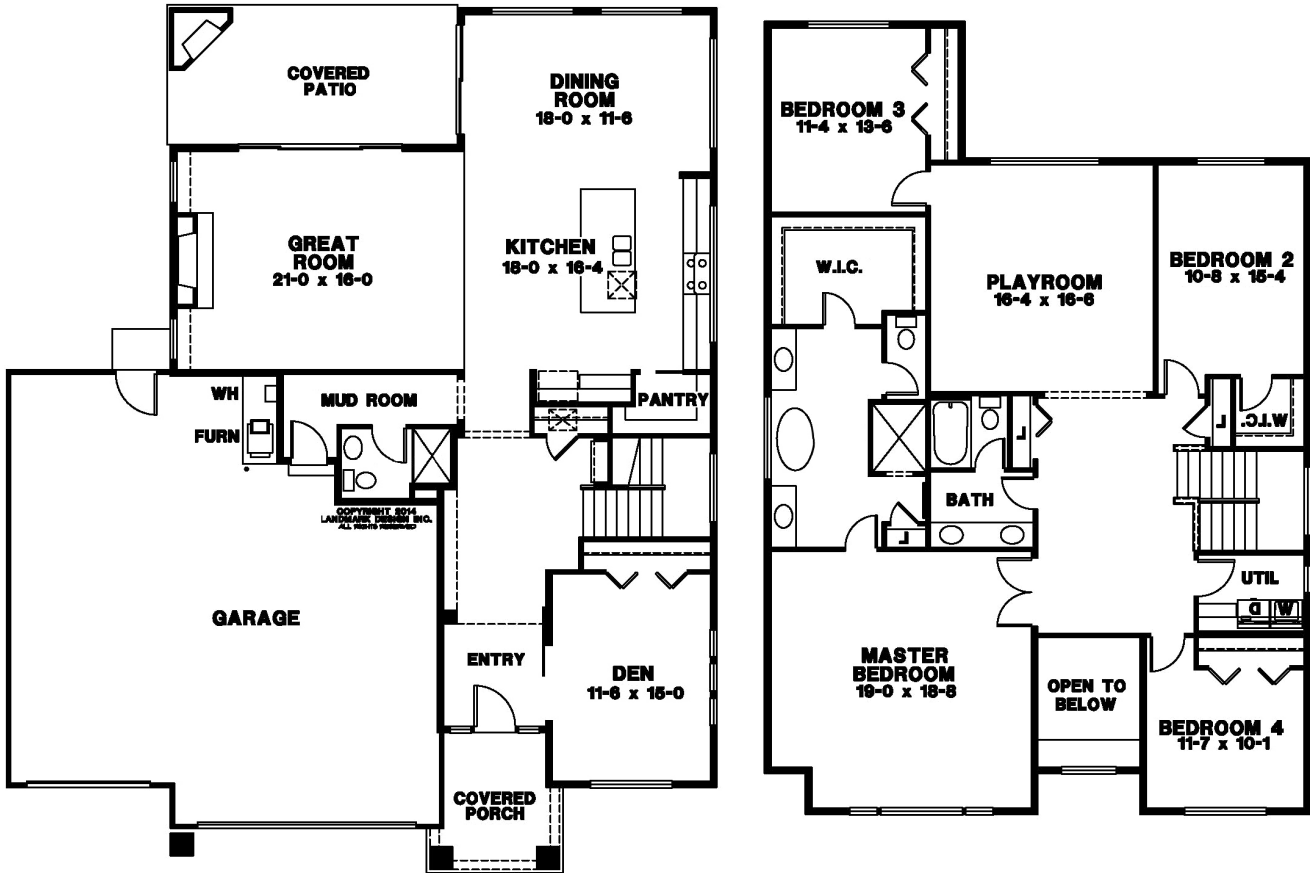 COVERED
PATIO
DINING
ROOM
18-0 x 11-6
GREAT
ROOM
21-0 x 16-0
KITCHEN
18-0 x 16-4
WH
FURN
MUD ROOM
PANTRY
COPYRIGHT 2014
LANDMARK DESIGN INC.
ALL RIGHTS RESERVED
GARAGE
ENTRY
DEN
11-6 x 15-0
COVERED
PORCH
BEDROOM 3
11-4 x 13-6
W.I.C.
PLAYROOM
16-4 x 16-6
BEDROOM 2
10-8 x 15-4
L
L
W.I.C.
BATH
L
UTIL
D
W
MASTER
BEDROOM
19-0 x 18-8
OPEN TO
BELOW
BEDROOM 4
11-7 x 10-1